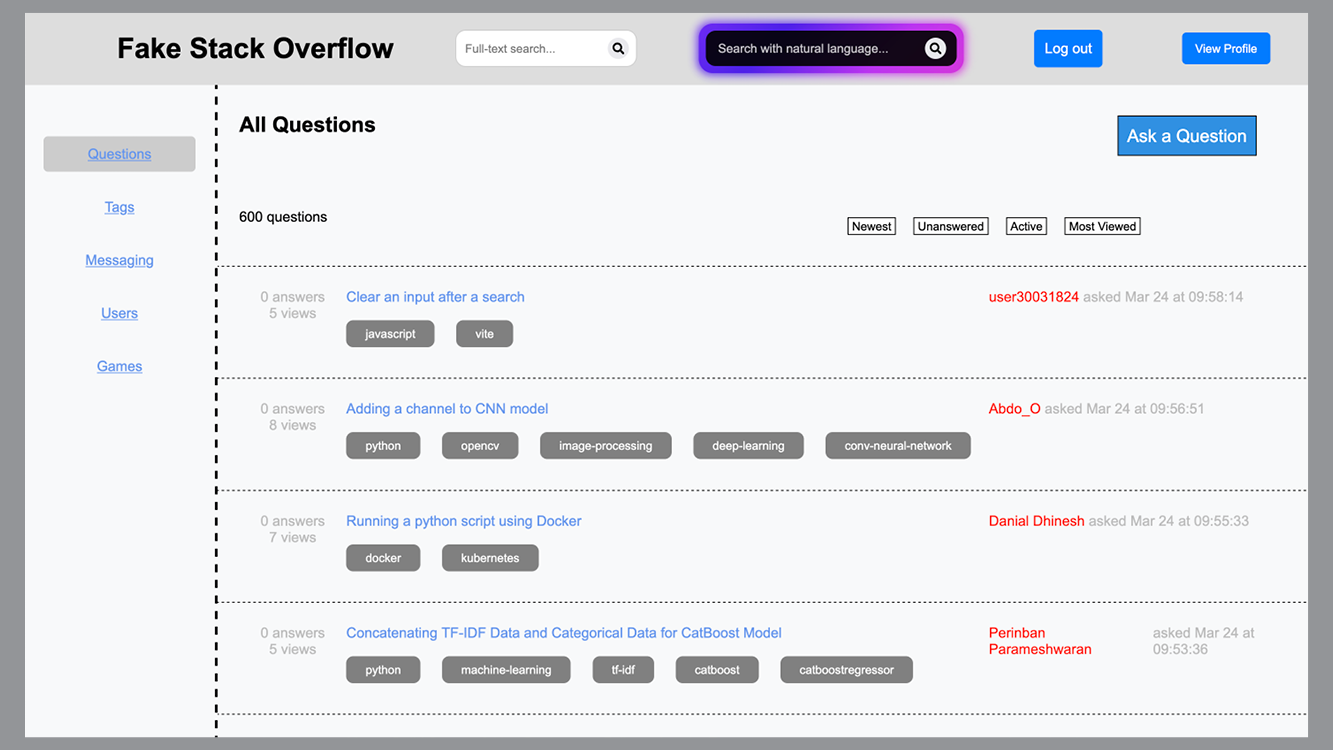 Fake Stack Overflow
Full-text search...
Search with natural language...
Log out
View Profile
Questions
Tags
Messaging
Users
Games
All Questions
Ask a Question
600 questions
Newest Unanswered Active Most Viewed
0 answers
5 views
Clear an input after a search
javascript vite
user30031824 asked Mar 24 at 09:58:14
0 answers
8 views
Adding a channel to CNN model
python opencv image-processing deep-learning conv-neural-network
Abdo_O asked Mar 24 at 09:56:51
0 answers
7 views
Running a python script using Docker
docker kubernetes
Danial Dhinesh asked Mar 24 at 09:55:33
0 answers
5 views
Concatenating TF-IDF Data and Categorical Data for CatBoost Model
python machine-learning tf-idf catboost catboostregressor
Perinban
Parameshwaran
asked Mar 24 at
09:53:36